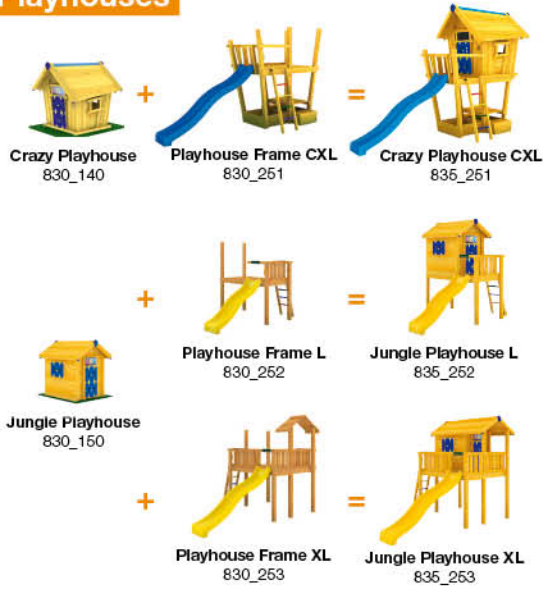 Playhouses
+
=
Crazy Playhouse
830_140
Playhouse Frame CXL
830_251
Crazy Playhouse CXL
835_251
+
=
Playhouse Frame L
830_252
Jungle Playhouse L
835_252
Jungle Playhouse
830_150
+
=
Playhouse Frame XL
830_253
Jungle Playhouse XL
835_253